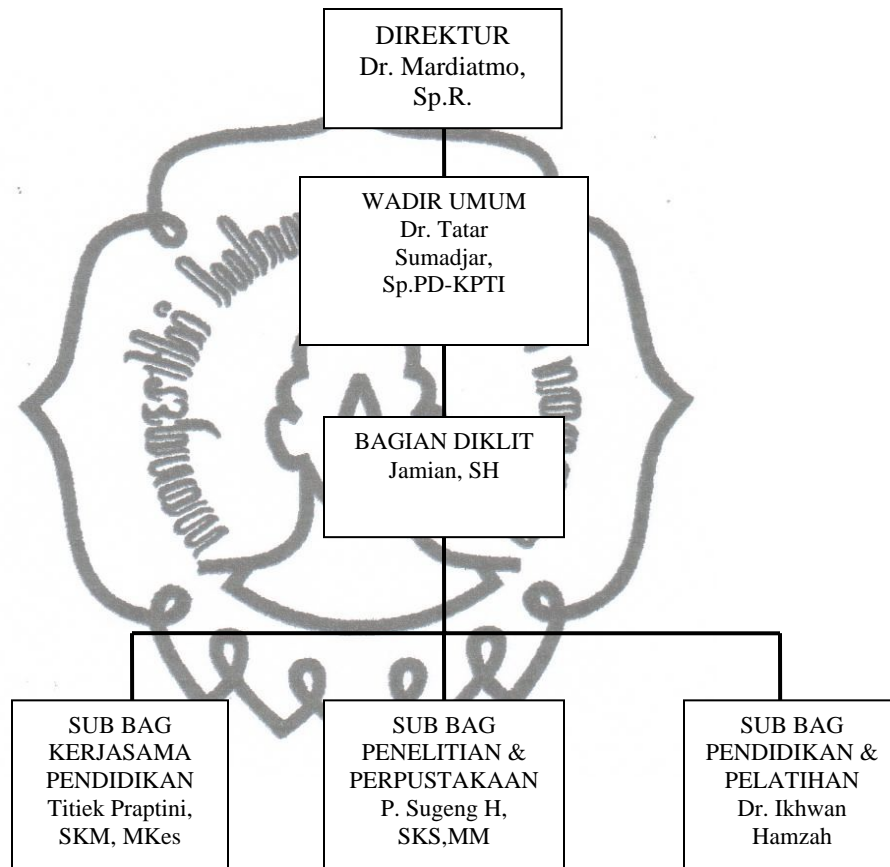 DIREKTUR
Dr. Mardiatmo,
Sp.R.
WADIR UMUM
Dr. Tatar
Sumadjar,
Sp.PD-KPTI
BAGIAN DIKLIT
Jamian, SH
SUB BAG
KERJASAMA
PENDIDIKAN
Titiek Praptini,
SKM, MKes
SUB BAG
PENELITIAN &
PERPUSTAKAAN
P. Sugeng H,
SKS,MM
SUB BAG
PENDIDIKAN &
PELATIHAN
Dr. Ikhwan
Hamzah